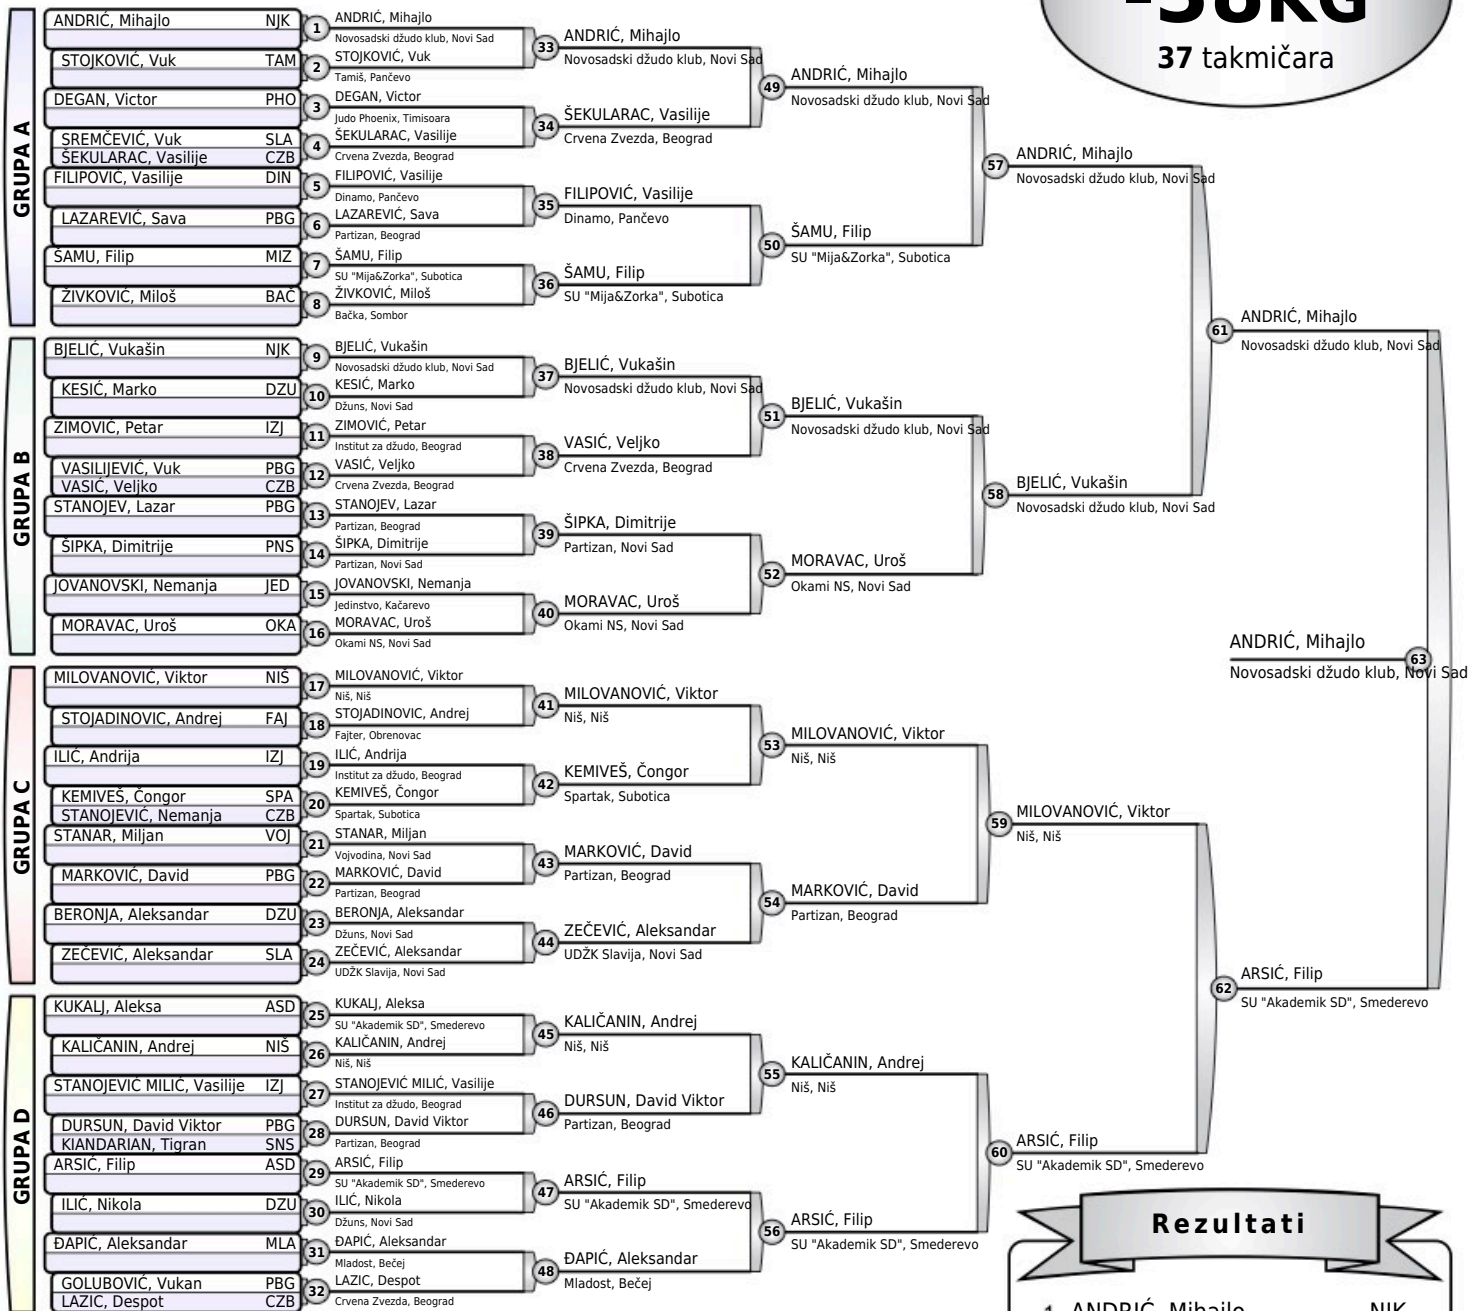 -38KG
37 takmičara
GRUPA A
ANDRIĆ, Mihajlo NJK
STOJKOVIĆ, Vuk TAM
DEGAN, Victor PHO
SREMČEVIĆ, Vuk SLA
ŠEKULARAC, Vasilije CZB
FILIPOVIĆ, Vasilije DIN
LAZAREVIĆ, Sava PBG
ŠAMU, Filip MIZ
ŽIVKOVIĆ, Miloš BAČ
GRUPA B
BJELIĆ, Vukašin NJK
KESIĆ, Marko DZU
ZIMOVIĆ, Petar IZJ
VASILIJEVIĆ, Vuk PBG
VASIĆ, Veljko CZB
STANOJEV, Lazar PBG
ŠIPKA, Dimitrije PNS
JOVANOVSKI, Nemanja JED
MORAVAC, Uroš OKA
GRUPA C
MILOVANOVIĆ, Viktor NIŠ
STOJADINOVIC, Andrej FAJ
ILIĆ, Andrija IZJ
KEMIVEŠ, Čongor SPA
STANOJEVIĆ, Nemanja CZB
STANAR, Miljan VOJ
MARKOVIĆ, David PBG
BERONJA, Aleksandar DZU
ZEČEVIĆ, Aleksandar SLA
GRUPA D
KUKALJ, Aleksa ASD
KALIČANIN, Andrej NIŠ
STANOJEVIĆ MILIĆ, Vasilije IZJ
DURSUN, David Viktor PBG
KIANDARIAN, Tigran SNS
ARSIĆ, Filip ASD
ILIĆ, Nikola DZU
ĐAPIĆ, Aleksandar MLA
GOLUBOVIĆ, Vukan PBG
LAZIC, Despot CZB
1 ANDRIĆ, Mihajlo
Novosadski džudo klub, Novi Sad
2 STOJKOVIĆ, Vuk
Tamiš, Pančevo
3 DEGAN, Victor
Judo Phoenix, Timisoara
4 ŠEKULARAC, Vasilije
Crvena Zvezda, Beograd
5 FILIPOVIĆ, Vasilije
Dinamo, Pančevo
6 LAZAREVIĆ, Sava
Partizan, Beograd
7 ŠAMU, Filip
SU "Mija&Zorka", Subotica
8 ŽIVKOVIĆ, Miloš
Bačka, Sombor
9 BJELIĆ, Vukašin
Novosadski džudo klub, Novi Sad
10 KESIĆ, Marko
Džuns, Novi Sad
11 ZIMOVIĆ, Petar
Institut za džudo, Beograd
12 VASIĆ, Veljko
Crvena Zvezda, Beograd
13 STANOJEV, Lazar
Partizan, Beograd
14 ŠIPKA, Dimitrije
Partizan, Novi Sad
15 JOVANOVSKI, Nemanja
Jedinstvo, Kačarevo
16 MORAVAC, Uroš
Okami NS, Novi Sad
17 MILOVANOVIĆ, Viktor
Niš, Niš
18 STOJADINOVIC, Andrej
Fajter, Obrenovac
19 ILIĆ, Andrija
Institut za džudo, Beograd
20 KEMIVEŠ, Čongor
Spartak, Subotica
21 STANAR, Miljan
Vojvodina, Novi Sad
22 MARKOVIĆ, David
Partizan, Beograd
23 BERONJA, Aleksandar
Džuns, Novi Sad
24 ZEČEVIĆ, Aleksandar
UDŽK Slavija, Novi Sad
25 KUKALJ, Aleksa
SU "Akademik SD", Smederevo
26 KALIČANIN, Andrej
Niš, Niš
27 STANOJEVIĆ MILIĆ, Vasilije
Institut za džudo, Beograd
28 DURSUN, David Viktor
Partizan, Beograd
29 ARSIĆ, Filip
SU "Akademik SD", Smederevo
30 ILIĆ, Nikola
Džuns, Novi Sad
31 ĐAPIĆ, Aleksandar
Mladost, Bečej
32 LAZIC, Despot
Crvena Zvezda, Beograd
33 ANDRIĆ, Mihajlo
Novosadski džudo klub, Novi Sad
34 ŠEKULARAC, Vasilije
Crvena Zvezda, Beograd
35 FILIPOVIĆ, Vasilije
Dinamo, Pančevo
36 ŠAMU, Filip
SU "Mija&Zorka", Subotica
37 BJELIĆ, Vukašin
Novosadski džudo klub, Novi Sad
38 VASIĆ, Veljko
Crvena Zvezda, Beograd
39 ŠIPKA, Dimitrije
Partizan, Novi Sad
40 MORAVAC, Uroš
Okami NS, Novi Sad
41 MILOVANOVIĆ, Viktor
Niš, Niš
42 KEMIVEŠ, Čongor
Spartak, Subotica
43 MARKOVIĆ, David
Partizan, Beograd
44 ZEČEVIĆ, Aleksandar
UDŽK Slavija, Novi Sad
45 KALIČANIN, Andrej
Niš, Niš
46 DURSUN, David Viktor
Partizan, Beograd
47 ARSIĆ, Filip
SU "Akademik SD", Smederevo
48 ĐAPIĆ, Aleksandar
Mladost, Bečej
49 ANDRIĆ, Mihajlo
Novosadski džudo klub, Novi Sad
50 ŠAMU, Filip
SU "Mija&Zorka", Subotica
51 BJELIĆ, Vukašin
Novosadski džudo klub, Novi Sad
52 MORAVAC, Uroš
Okami NS, Novi Sad
53 MILOVANOVIĆ, Viktor
Niš, Niš
54 MARKOVIĆ, David
Partizan, Beograd
55 KALIČANIN, Andrej
Niš, Niš
56 ARSIĆ, Filip
SU "Akademik SD", Smederevo
57 ANDRIĆ, Mihajlo
Novosadski džudo klub, Novi Sad
58 BJELIĆ, Vukašin
Novosadski džudo klub, Novi Sad
59 MILOVANOVIĆ, Viktor
Niš, Niš
60 ARSIĆ, Filip
SU "Akademik SD", Smederevo
61 ANDRIĆ, Mihajlo
Novosadski džudo klub, Novi Sad
62 ARSIĆ, Filip
SU "Akademik SD", Smederevo
ANDRIĆ, Mihajlo 63
Novosadski džudo klub, Novi Sad
Rezultati
1 ANDRIĆ, Mihajlo NJK